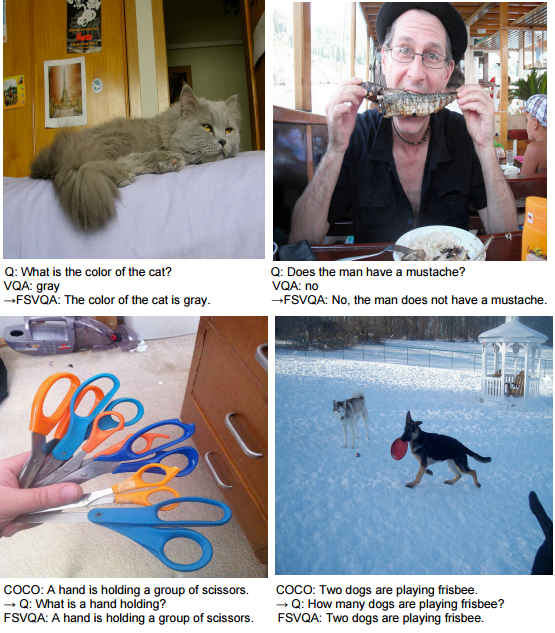 Q: What is the color of the cat?
VQA: gray
→FSVQA: The color of the cat is gray.
Q: Does the man have a mustache?
VQA: no
→FSVQA: No, the man does not have a mustache.
COCO: A hand is holding a group of scissors.
→ Q: What is a hand holding?
FSVQA: A hand is holding a group of scissors.
COCO: Two dogs are playing frisbee.
→ Q: How many dogs are playing frisbee?
FSVQA: Two dogs are playing frisbee.